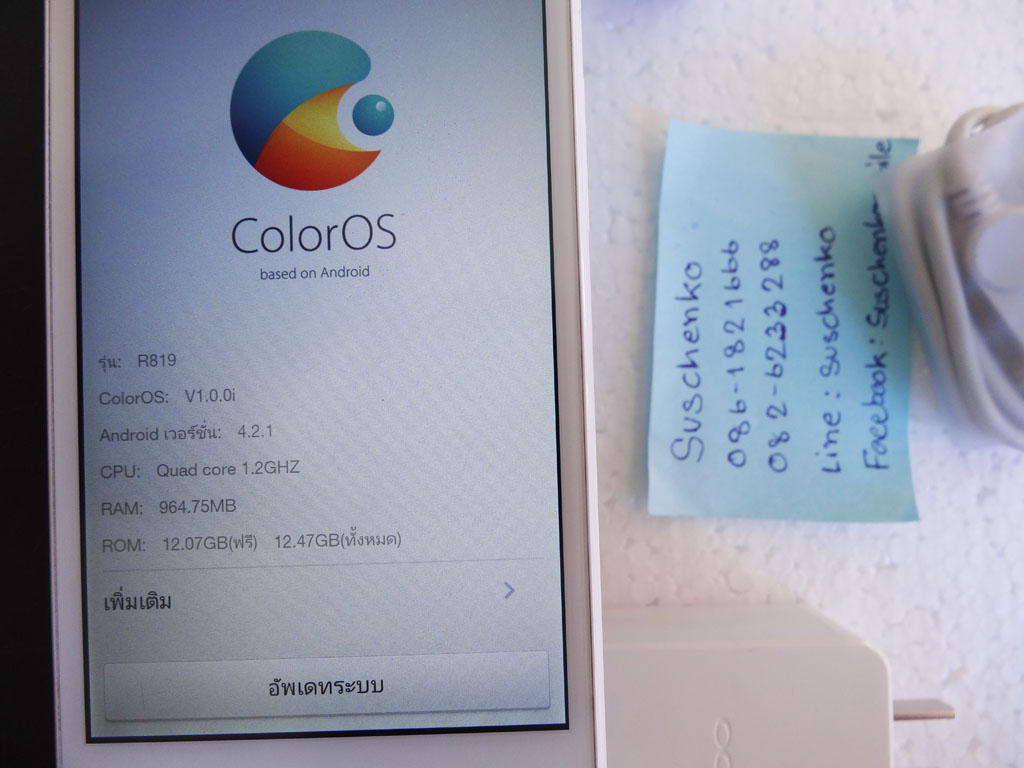 ColorOS
based on Android
รุ่น: R819
ColorOS: V1.0.0i
Android เวอร์ชั่น: 4.2.1
CPU: Quad core 1.2GHZ
RAM: 964.75MB
ROM: 12.07GB(ฟรี) 12.47GB(ทั้งหมด)
เพิ่มเติม
อัพเดทระบบ
Suschenko
086-1821666
082-6233288
Line : Suschenko
Facebook : Suschenko